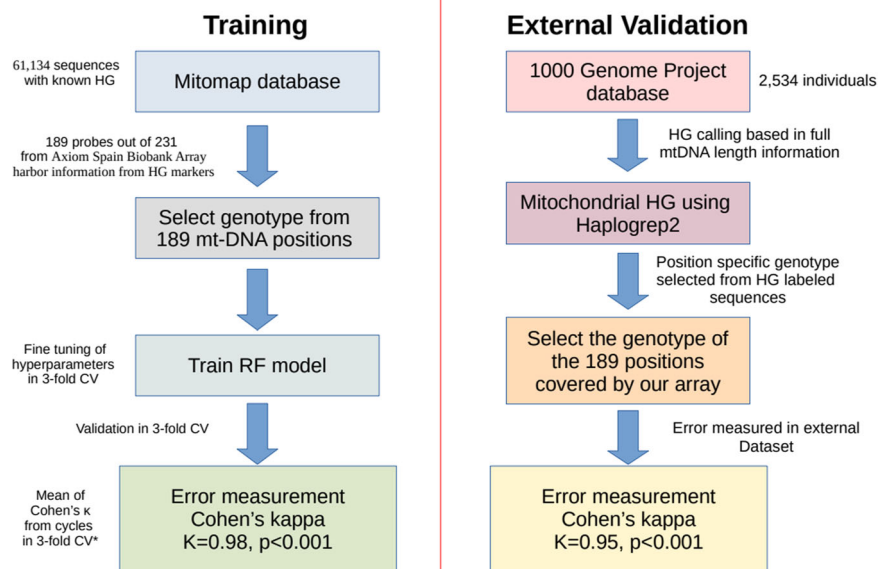 Training
61,134 sequences
with known HG
Mitomap database
189 probes out of 231
from Axiom Spain Biobank Array
harbor information from HG markers
Select genotype from
189 mt-DNA positions
Fine tuning of
hyperparameters
in 3-fold CV
Train RF model
Validation in 3-fold CV
Mean of
Cohen's κ
from cycles
in 3-fold CV*
Error measurement
Cohen's kappa
K=0.98, p<0.001
External Validation
1000 Genome Project
database
2,534 individuals
HG calling based in full
mtDNA length information
Mitochondrial HG using
Haplogrep2
Position specific genotype
selected from HG labeled
sequences
Select the genotype of
the 189 positions
covered by our array
Error measured in external
Dataset
Error measurement
Cohen's kappa
K=0.95, p<0.001